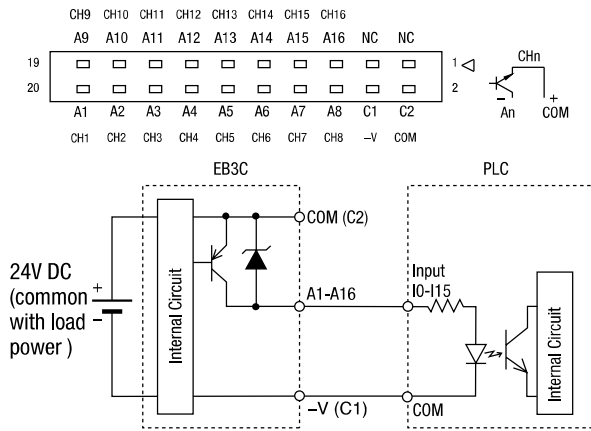 CH9 CH10 CH11 CH12 CH13 CH14 CH15 CH16
A9 A10 A11 A12 A13 A14 A15 A16 NC NC
19 1 CHn
20 2
− +
An COM
A1 A2 A3 A4 A5 A6 A7 A8 C1 C2
CH1 CH2 CH3 CH4 CH5 CH6 CH7 CH8 –V COM
EB3C PLC
COM (C2)
24V DC
(common
with load
power )
+
−
Internal Circuit
A1-A16
Input
I0-I15
Internal Circuit
–V (C1)
COM